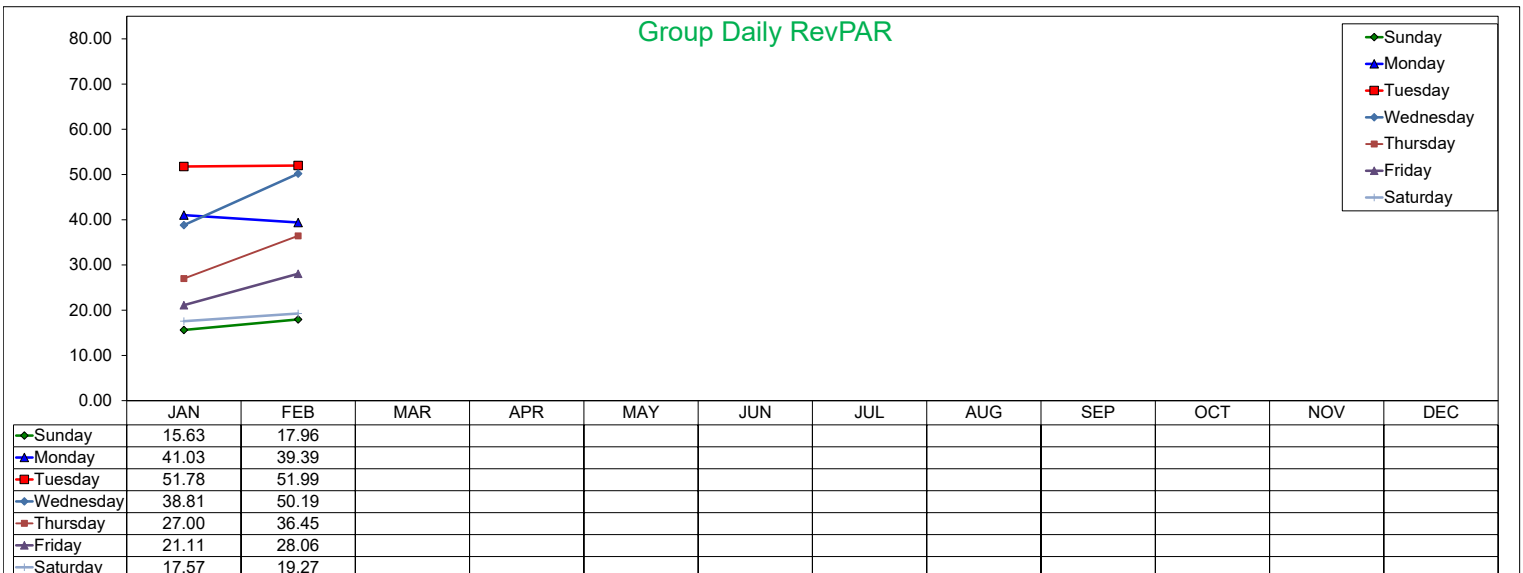 Group Daily RevPAR
80.00
70.00
60.00
50.00
40.00
30.00
20.00
10.00
0.00
Sunday
Monday
Tuesday
Wednesday
Thursday
Friday
Saturday
JAN FEB MAR APR MAY JUN JUL AUG SEP OCT NOV DEC
Sunday 15.63 17.96
Monday 41.03 39.39
Tuesday 51.78 51.99
Wednesday 38.81 50.19
Thursday 27.00 36.45
Friday 21.11 28.06
Saturday 17.57 19.27